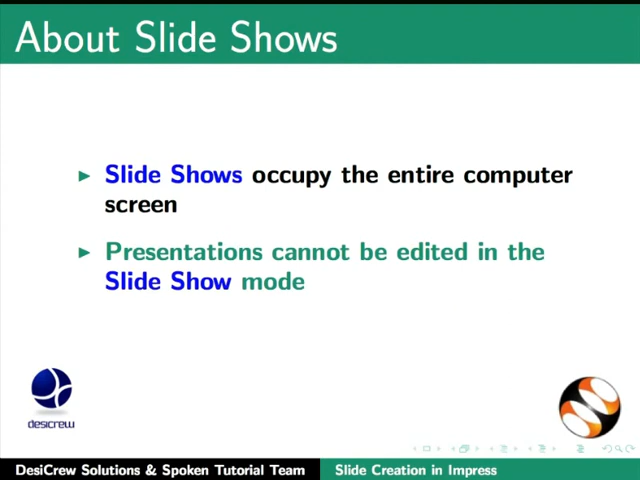 About Slide Shows
Slide Shows occupy the entire computer
screen
Presentations cannot be edited in the
Slide Show mode
desicrew
DesiCrew Solutions & Spoken Tutorial Team
Slide Creation in Impress